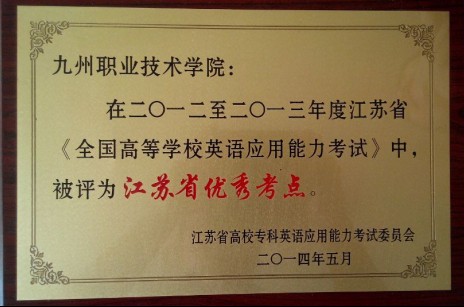 九州职业技术学院：
在二〇一二至二〇一三年度江苏省
《全国高等学校英语应用能力考试》中，
被评为江苏省优秀考点。
江苏省高校专科英语应用能力考试委员会
二〇一四年五月